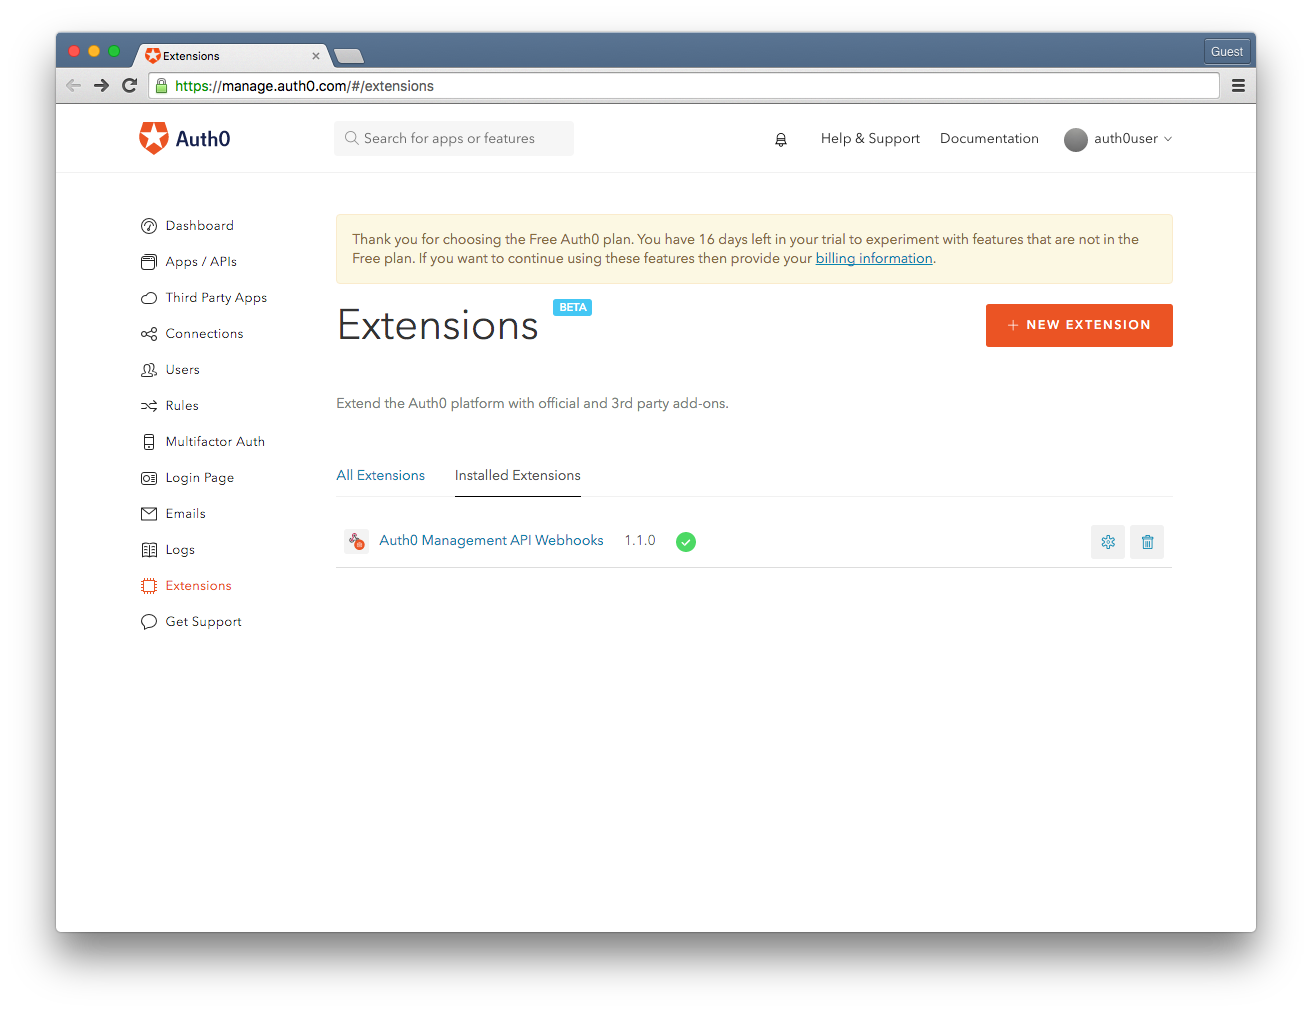 Extensions
Guest
https://manage.auth0.com/#/extensions
Auth0
Search for apps or features
Help & Support
Documentation
auth0user
Dashboard
Apps / APIs
Third Party Apps
Connections
Users
Rules
Multifactor Auth
Login Page
Emails
Logs
Extensions
Get Support
Thank you for choosing the Free Auth0 plan. You have 16 days left in your trial to experiment with features that are not in the
Free plan. If you want to continue using these features then provide your billing information.
Extensions
BETA
+ NEW EXTENSION
Extend the Auth0 platform with official and 3rd party add-ons.
All Extensions
Installed Extensions
Auth0 Management API Webhooks 1.1.0